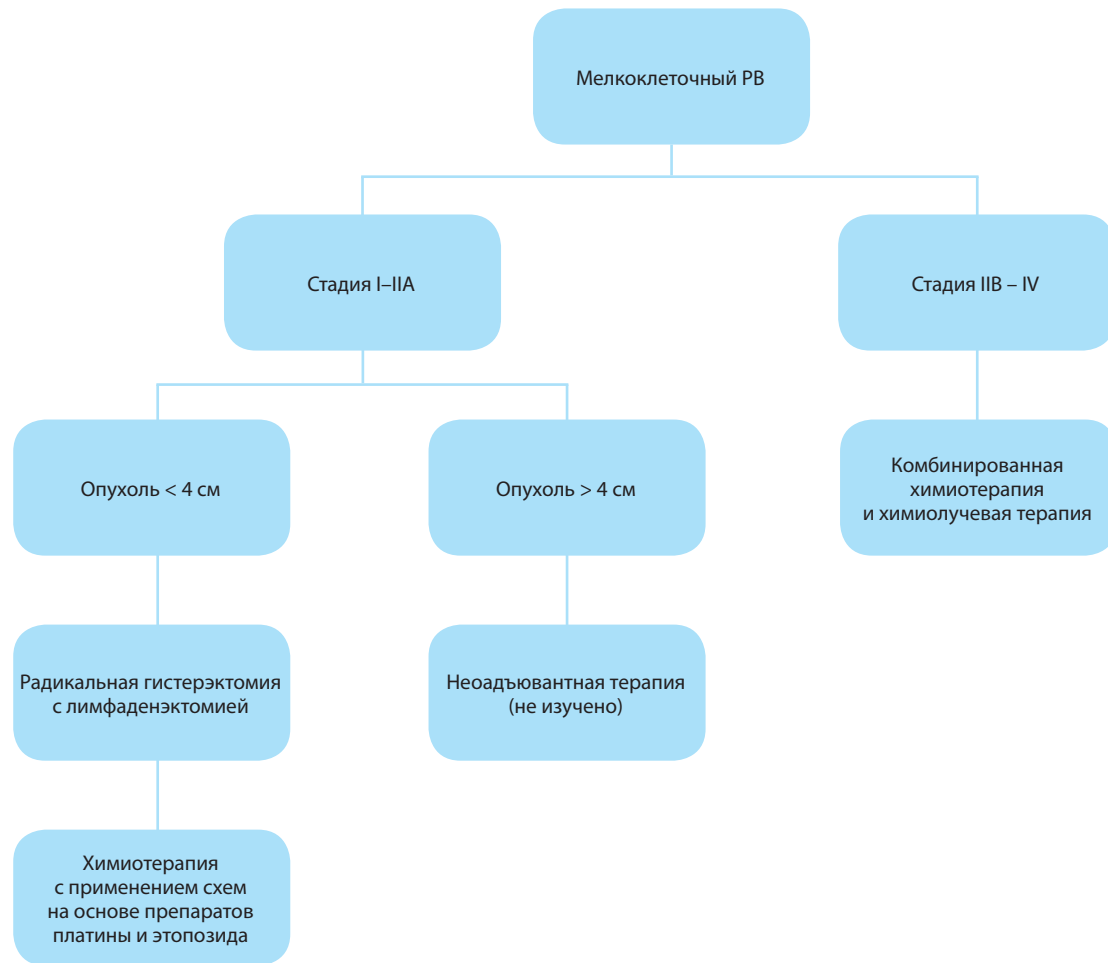 Мелкоклеточный РВ
Стадия I–IIA
Стадия IIB – IV
Опухоль < 4 см
Опухоль > 4 см
Комбинированная
химиотерапия
и химиолучевая терапия
Радикальная гистерэктомия
с лимфаденэктомией
Неоадъювантная терапия
(не изучено)
Химиотерапия
с применением схем
на основе препаратов
платины и этопозида